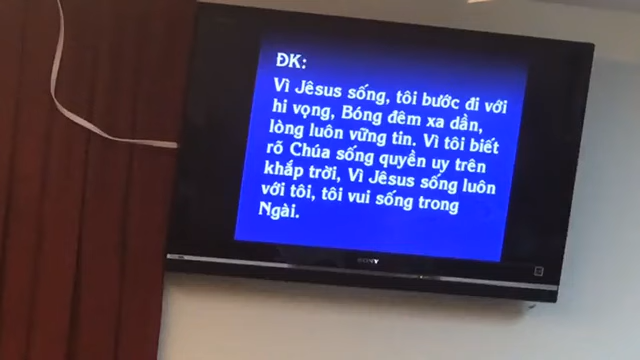 ĐK:
Vì Jêsus sống, tôi bước đi với
hi vọng, Bóng đêm xa dần,
lòng luôn vững tin. Vì tôi biết
rõ Chúa sống quyền uy trên
khắp trời, Vì Jêsus sống luôn
với tôi, tôi vui sống trong
Ngài.
SONY